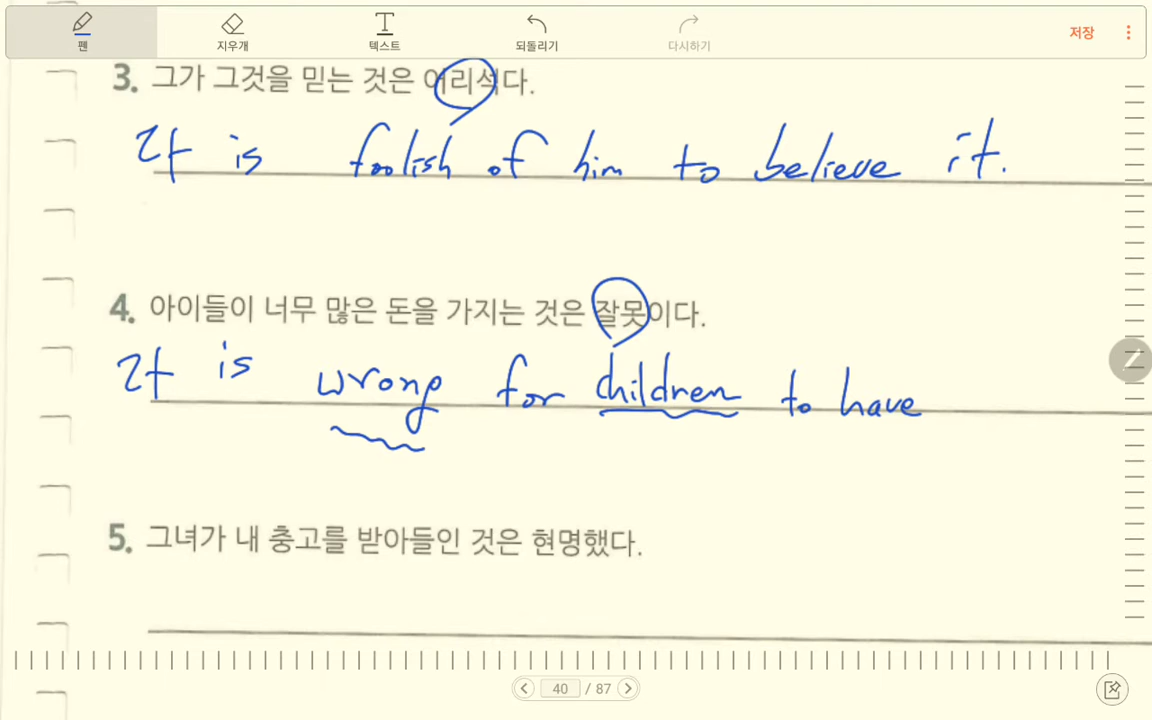 펜 지우개 텍스트 되돌리기 다시하기 저장
3. 그가 그것을 믿는 것은 어리석다.
It is foolish of him to believe it.
4. 아이들이 너무 많은 돈을 가지는 것은 잘못이다.
It is wrong for children to have
5. 그녀가 내 충고를 받아들인 것은 현명했다.
40 / 87